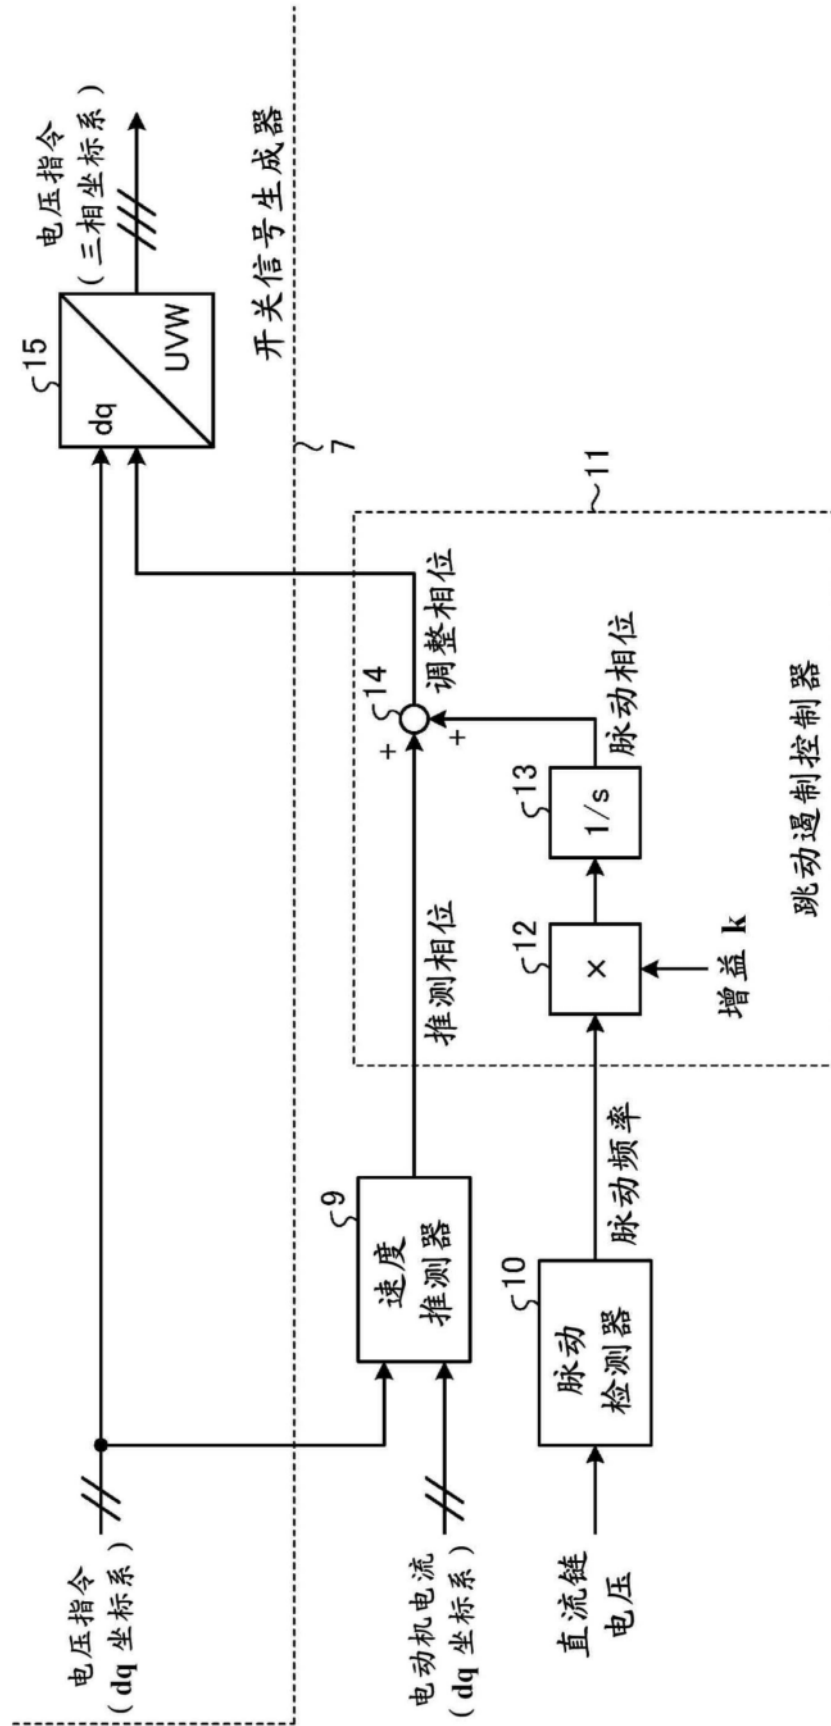 电压指令
(dq 坐标系)
15
dq
UVW
电压指令
(三相坐标系)
开关信号生成器
7
电动机电流
(dq 坐标系)
9
速度
推测器
推测相位
14
+
+
调整相位
11
直流链
电压
10
脉动
检测器
脉动频率
12
×
增益 k
13
1/s
脉动相位
跳动遏制控制器